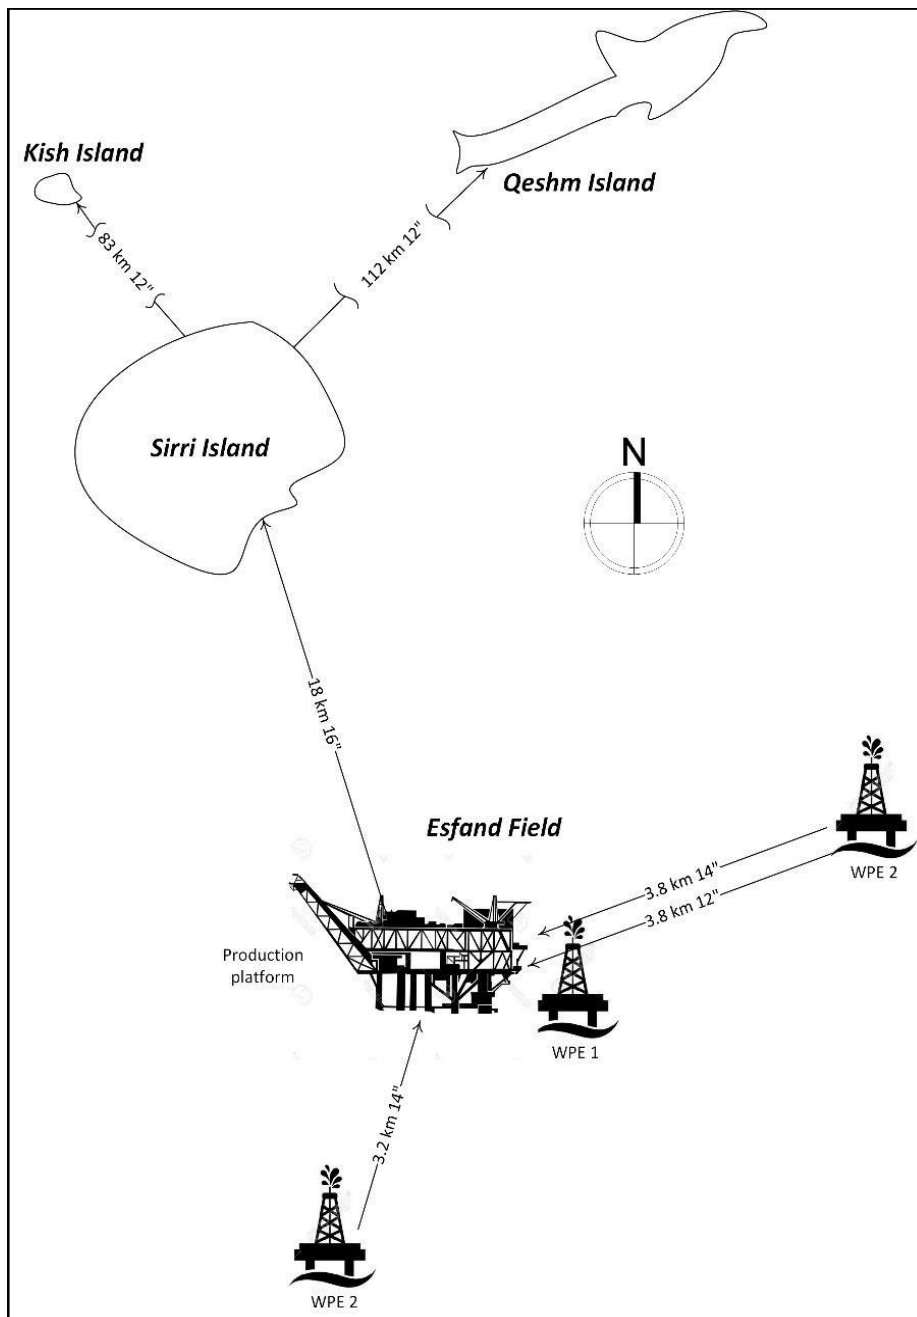 Kish Island
Qeshm Island
83 km 12"
112 km 12"
Sirri Island
N
18 km 16"
Esfand Field
3.8 km 14"
WPE 2
3.8 km 12"
Production
platform
WPE 1
3.2 km 14"
WPE 2